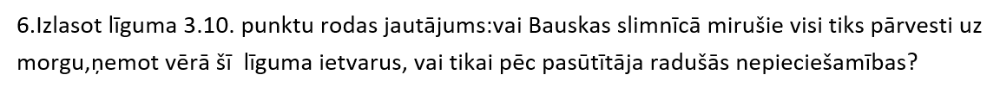 6.Izlasot līguma 3.10. punktu rodas jautājums:vai Bauskas slimnīcā mirušie visi tiks pārvesti uz
morgu,ņemot vērā šī  līguma ietvarus, vai tikai pēc pasūtītāja radušās nepieciešamības?